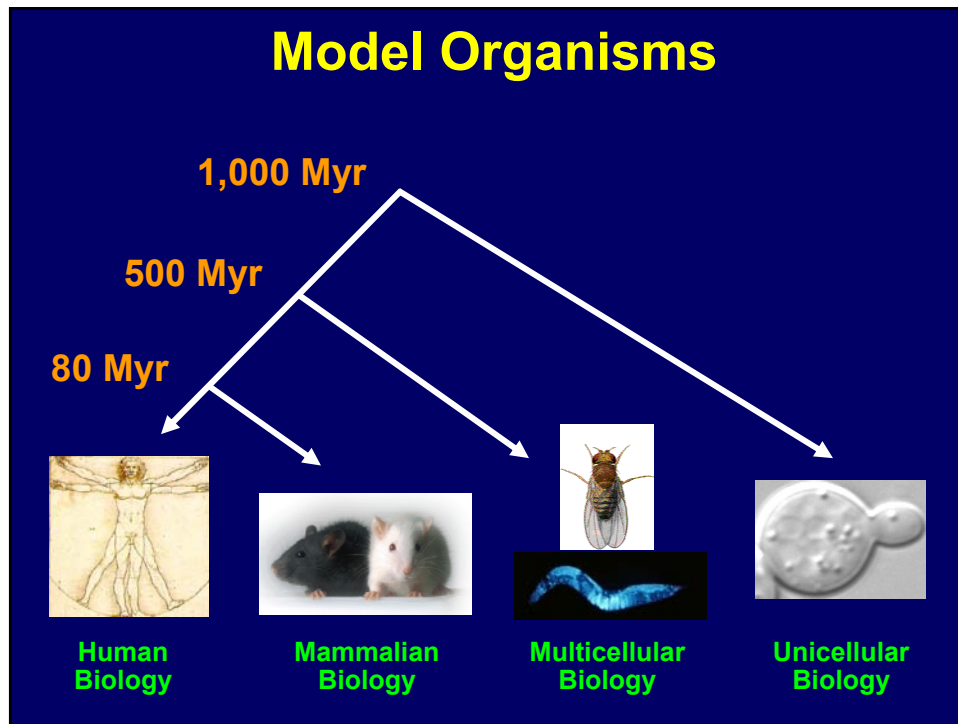 Model Organisms
1,000 Myr
500 Myr
80 Myr
Human
Biology
Mammalian
Biology
Multicellular
Biology
Unicellular
Biology